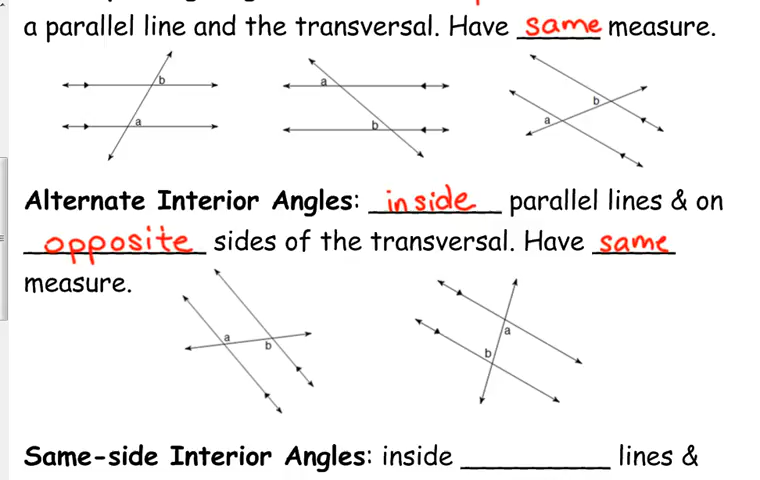 a parallel line and the transversal. Have same measure.
b
a
a
b
b
a
Alternate Interior Angles: inside parallel lines & on
opposite sides of the transversal. Have same
measure.
a
b
a
b
Same-side Interior Angles: inside __________ lines &